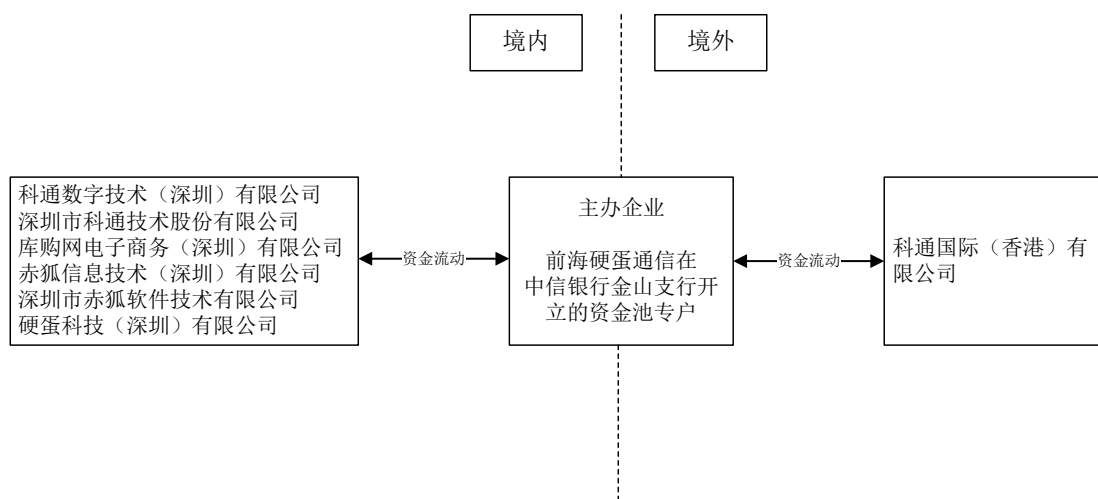 境内
境外
科通数字技术（深圳）有限公司
深圳市科通技术股份有限公司
库购网电子商务（深圳）有限公司
赤狐信息技术（深圳）有限公司
深圳市赤狐软件技术有限公司
硬蛋科技（深圳）有限公司
资金流动
主办企业
前海硬蛋通信在
中信银行金山支行开
立的资金池专户
资金流动
科通国际（香港）有
限公司